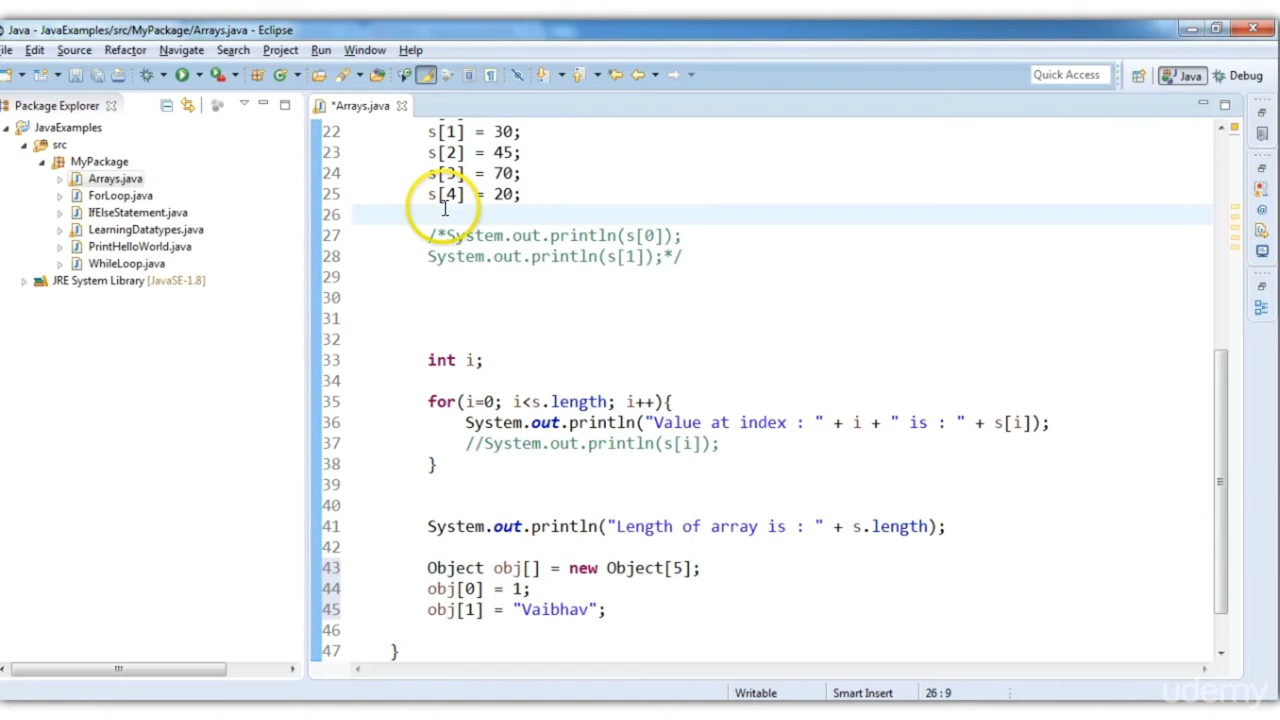 Java - JavaExamples/src/MyPackage/Arrays.java - Eclipse
ile Edit Source Refactor Navigate Search Project Run Window Help
Quick Access Java Debug
Package Explorer
*Arrays.java
JavaExamples
src
MyPackage
Arrays.java
ForLoop.java
IfElseStatement.java
LearningDatatypes.java
PrintHelloWorld.java
WhileLoop.java
JRE System Library [JavaSE-1.8]
22 s[1] = 30;
23 s[2] = 45;
24 s[3] = 70;
25 s[4] = 20;
26
27 /*System.out.println(s[0]);
28 System.out.println(s[1]);*/
29
30
31
32
33 int i;
34
35 for(i=0; i<s.length; i++){
36 System.out.println("Value at index : " + i + " is : " + s[i]);
37 //System.out.println(s[i]);
38 }
39
40
41 System.out.println("Length of array is : " + s.length);
42
43 Object obj[] = new Object[5];
44 obj[0] = 1;
45 obj[1] = "Vaibhav";
46
47 }
Writable Smart Insert 26:9
udemy